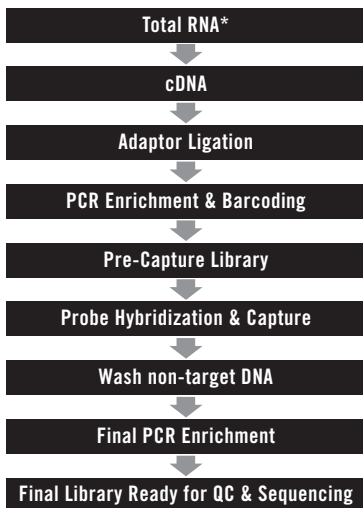 Total RNA*
cDNA
Adaptor Ligation
PCR Enrichment & Barcoding
Pre-Capture Library
Probe Hybridization & Capture
Wash non-target DNA
Final PCR Enrichment
Final Library Ready for QC & Sequencing